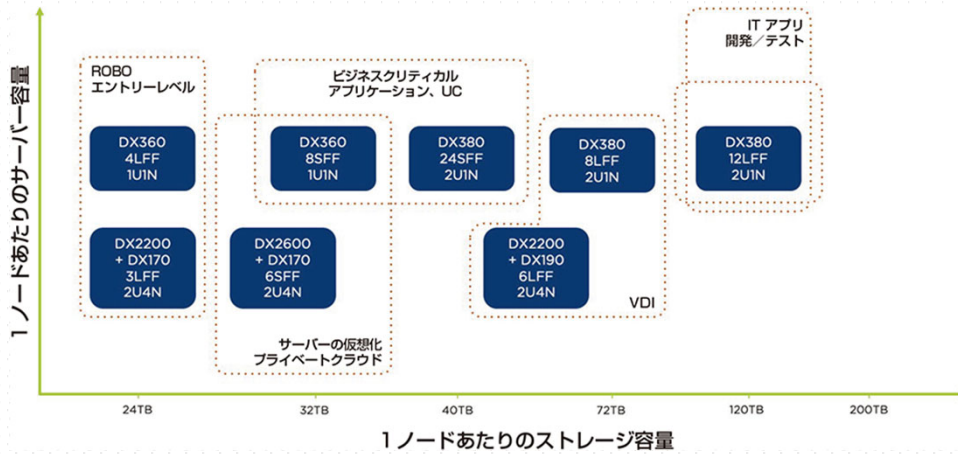 1ノードあたりのサーバー容量
ROBO
エントリーレベル
ビジネスクリティカル
アプリケーション、UC
IT アプリ
開発／テスト
DX360
4LFF
1U1N
DX360
8SFF
1U1N
DX380
24SFF
2U1N
DX380
8LFF
2U1N
DX380
12LFF
2U1N
DX2200
+ DX170
3LFF
2U4N
DX2600
+ DX170
6SFF
2U4N
DX2200
+ DX190
6LFF
2U4N
VDI
サーバーの仮想化
プライベートクラウド
24TB
32TB
40TB
72TB
120TB
200TB
1ノードあたりのストレージ容量